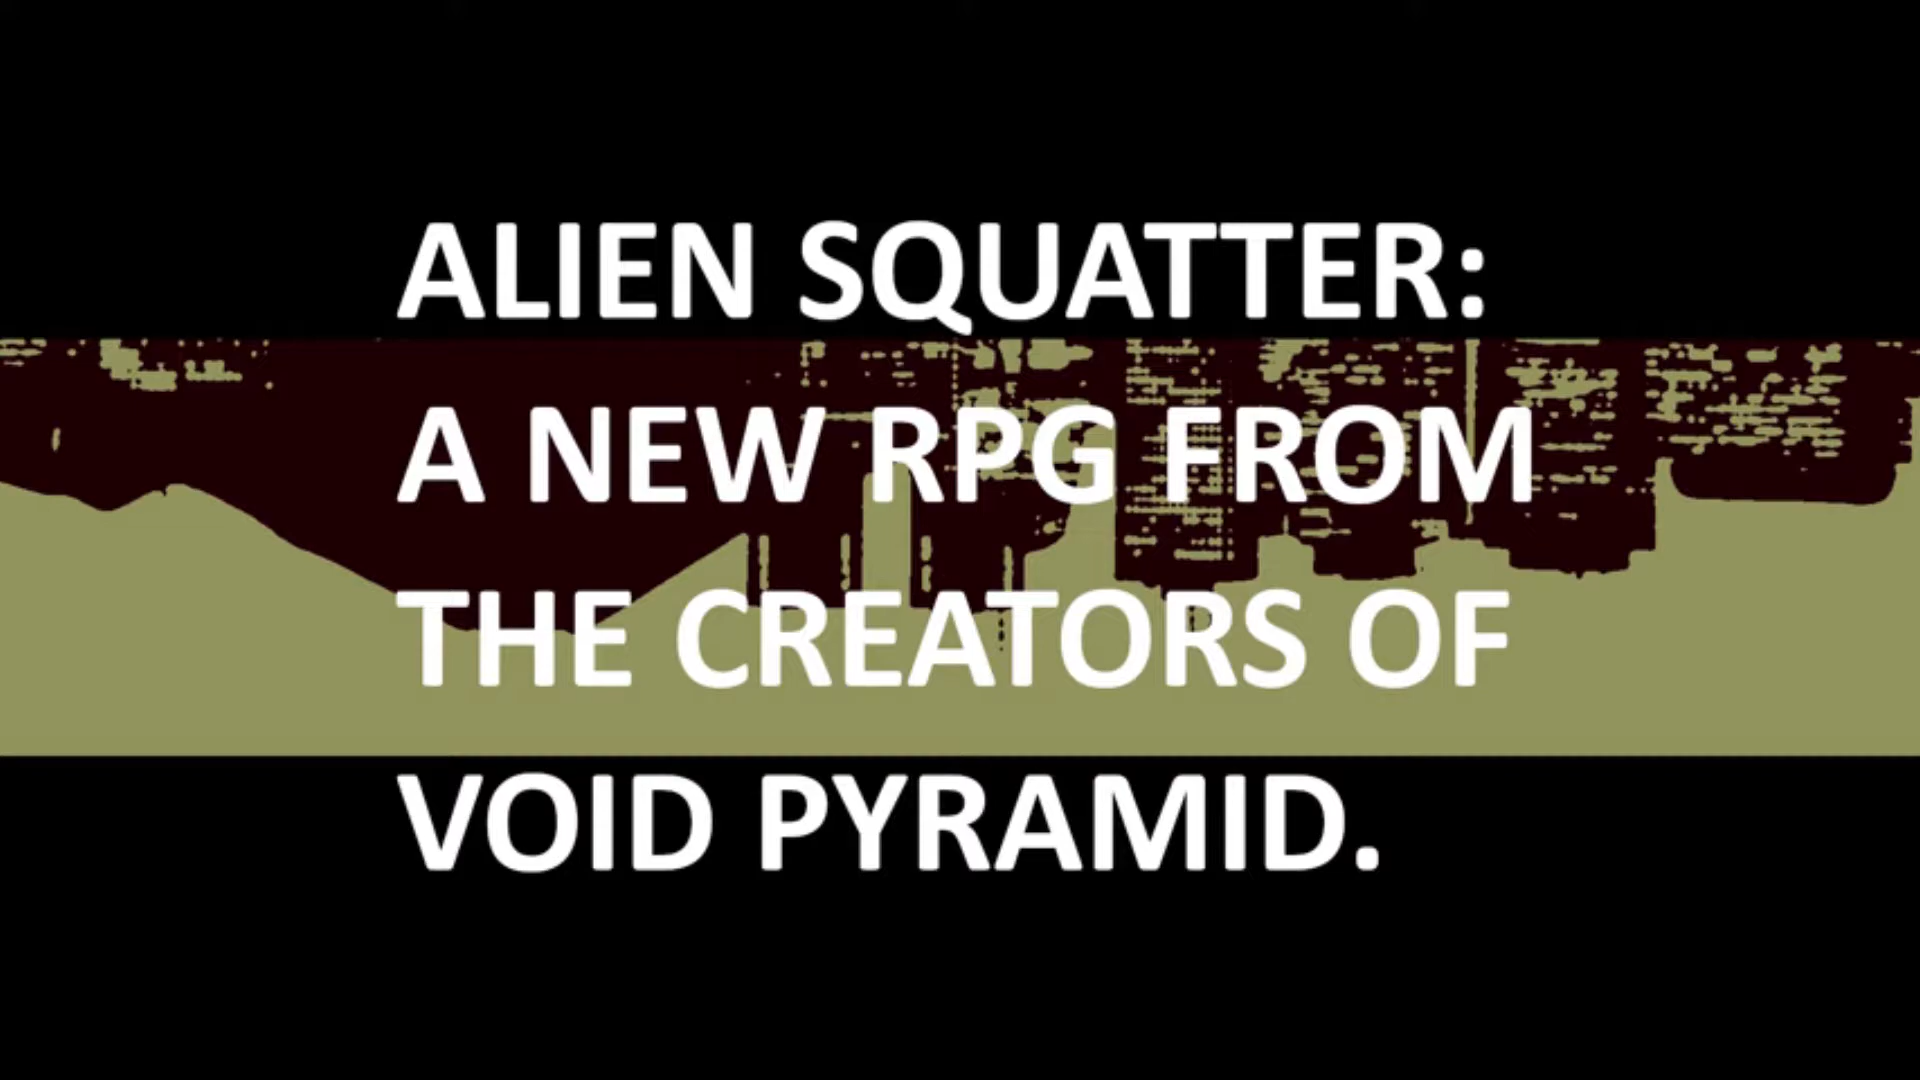 ALIEN SQUATTER:
A NEW RPG FROM
THE CREATORS OF
VOID PYRAMID.